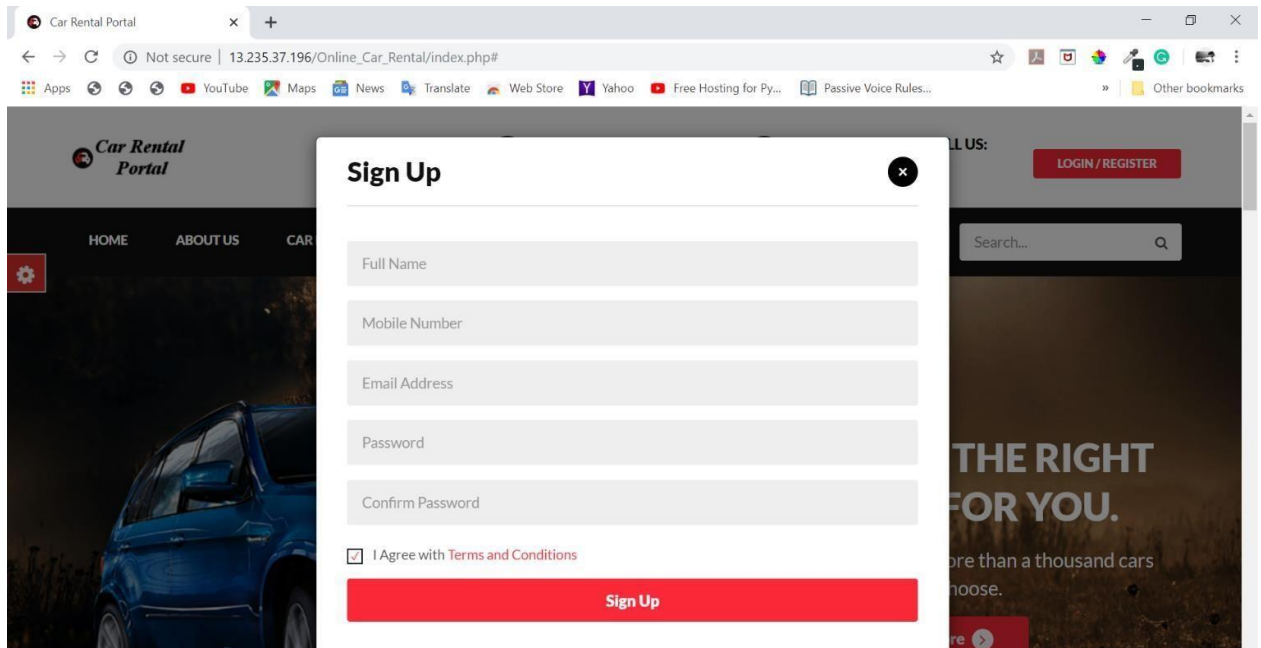 Car Rental Portal
Not secure | 13.235.37.196/Online_Car_Rental/index.php#
Apps YouTube Maps News Translate Web Store Yahoo Free Hosting for Py... Passive Voice Rules... » Other bookmarks
Car Rental
Portal
LL US:
LOGIN / REGISTER
HOME ABOUT US CAR
Search...
Sign Up
Full Name
Mobile Number
Email Address
Password
Confirm Password
I Agree with Terms and Conditions
Sign Up
THE RIGHT
FOR YOU.
ore than a thousand cars
hoose.
re